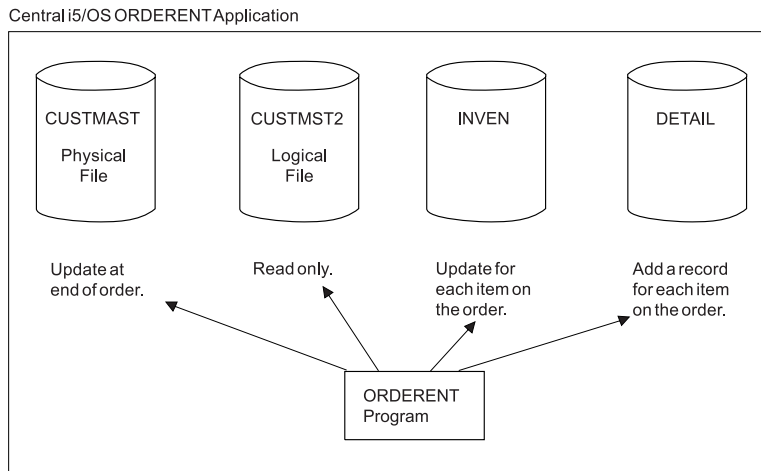 Central i5/OS ORDERENT Application
CUSTMAST
Physical
File
CUSTMST2
Logical
File
INVEN
DETAIL
Update at
end of order.
Read only.
Update for
each item on
the order.
Add a record
for each item
on the order.
ORDERENT
Program